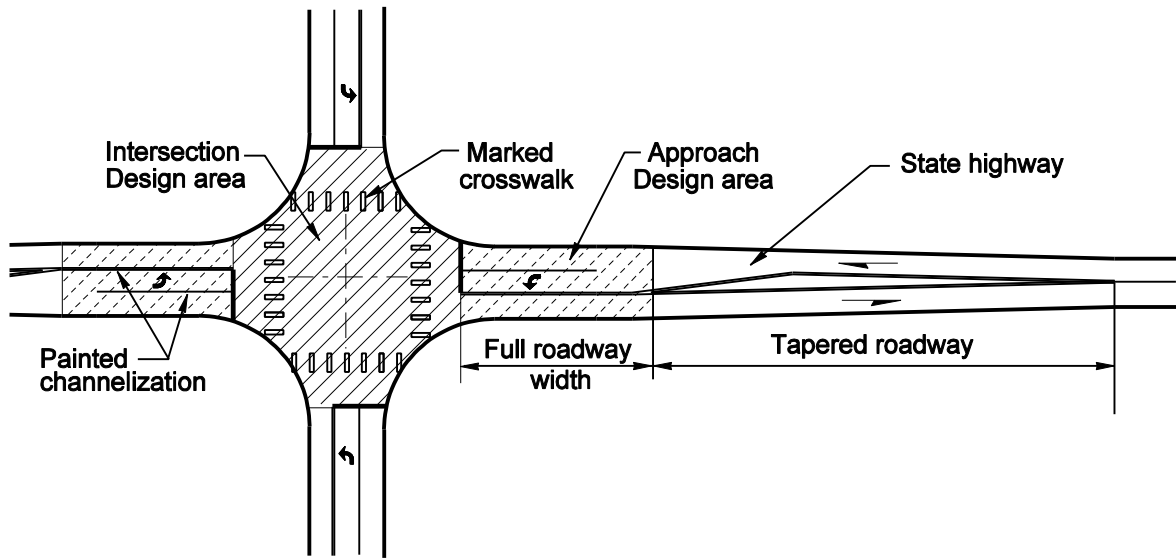 Intersection
Design area
Marked
crosswalk
Approach
Design area
State highway
Painted
channelization
Full roadway
width
Tapered roadway